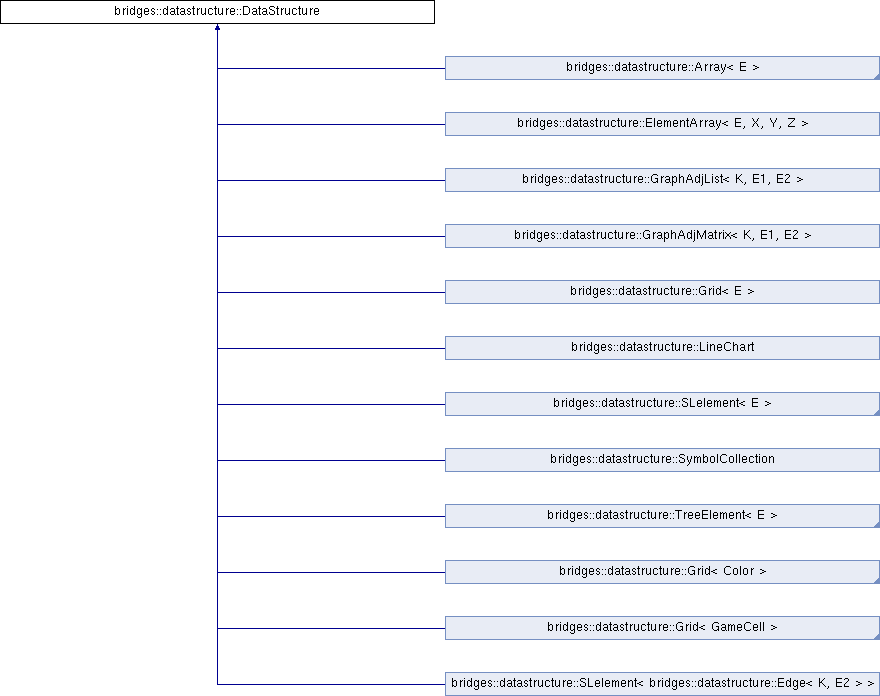 bridges::datastructure::DataStructure
bridges::datastructure::Array< E >
bridges::datastructure::ElementArray< E, X, Y, Z >
bridges::datastructure::GraphAdjList< K, E1, E2 >
bridges::datastructure::GraphAdjMatrix< K, E1, E2 >
bridges::datastructure::Grid< E >
bridges::datastructure::LineChart
bridges::datastructure::SLelement< E >
bridges::datastructure::SymbolCollection
bridges::datastructure::TreeElement< E >
bridges::datastructure::Grid< Color >
bridges::datastructure::Grid< GameCell >
bridges::datastructure::SLelement< bridges::datastructure::Edge< K, E2 > >